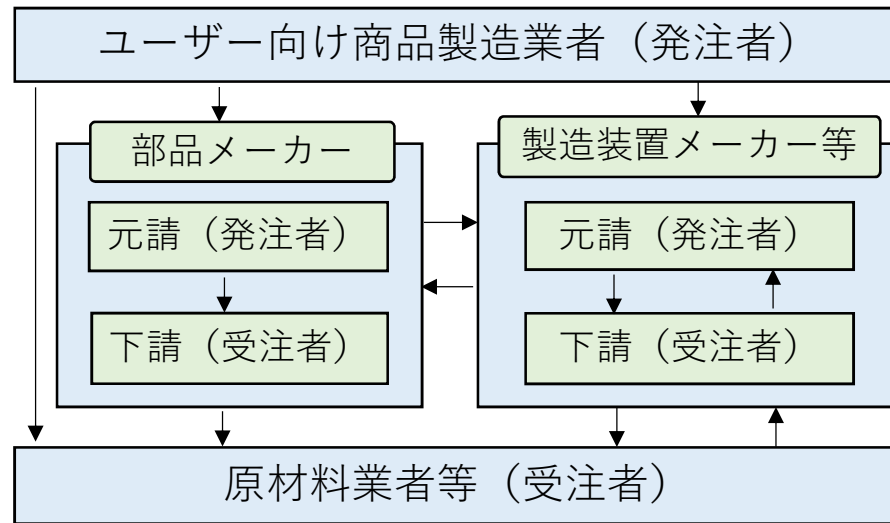 ユーザー向け商品製造業者（発注者）
部品メーカー
製造装置メーカー等
元請（発注者）
元請（発注者）
下請（受注者）
下請（受注者）
原材料業者等（受注者）